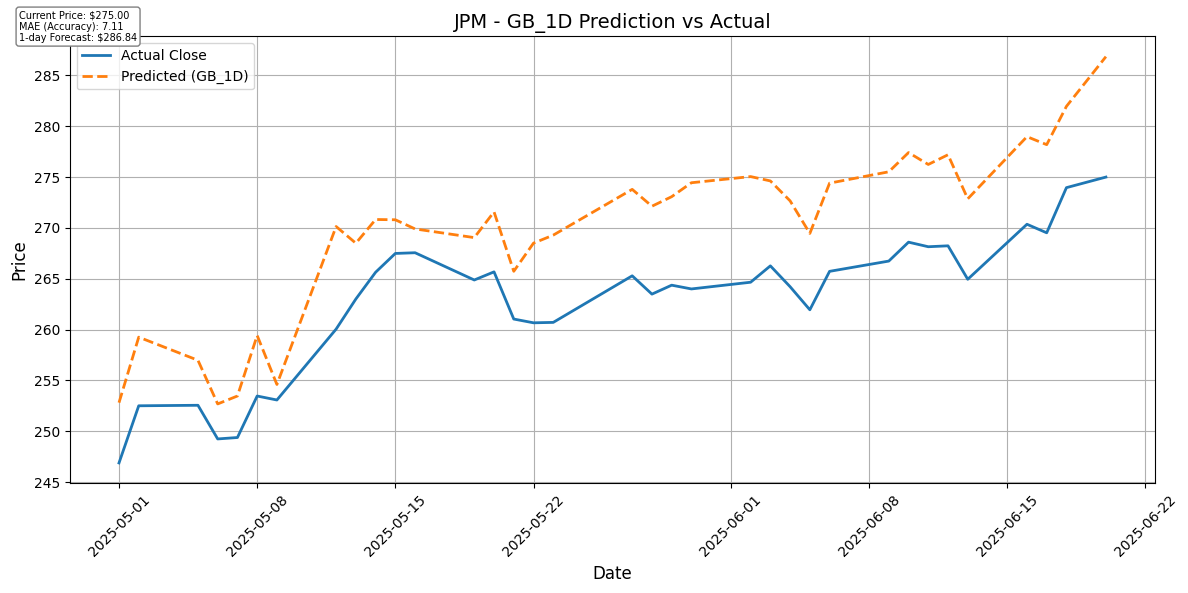 JPM - GB_1D Prediction vs Actual
Current Price: $275.00
MAE (Accuracy): 7.11
1-day Forecast: $286.84
Actual Close
Predicted (GB_1D)
Price
285
280
275
270
265
260
255
250
245
2025-05-01
2025-05-08
2025-05-15
2025-05-22
2025-06-01
2025-06-08
2025-06-15
2025-06-22
Date